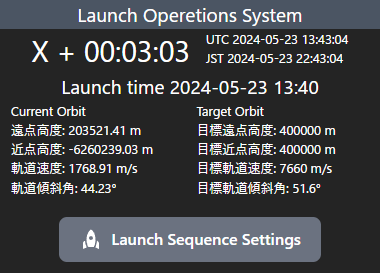 Launch Operetions System
X + 00:03:03
UTC 2024-05-23 13:43:04
JST 2024-05-23 22:43:04
Launch time 2024-05-23 13:40
Current Orbit
遠点高度: 203521.41 m
近点高度: -6260239.03 m
軌道速度: 1768.91 m/s
軌道傾斜角: 44.23°
Target Orbit
目標遠点高度: 400000 m
目標近点高度: 400000 m
目標軌道速度: 7660 m/s
目標軌道傾斜角: 51.6°
Launch Sequence Settings